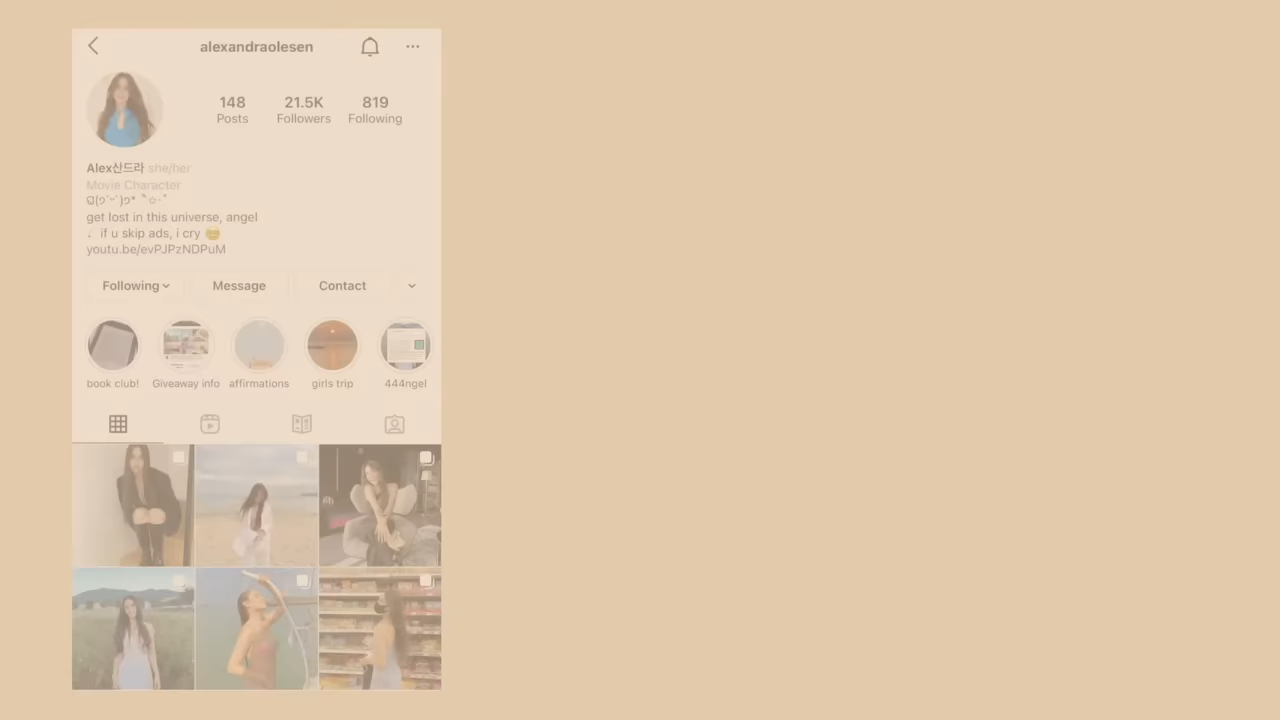 alexandraolesen
148
21.5K
819
Posts
Followers
Following
Alex산드라 she/her
Movie Character
get lost in this universe, angel
♩ if u skip ads, i cry 🥲
youtu.be/evPJPzNDPuM
Following
Message
Contact
book club!
Giveaway info
affirmations
girls trip
444ngel